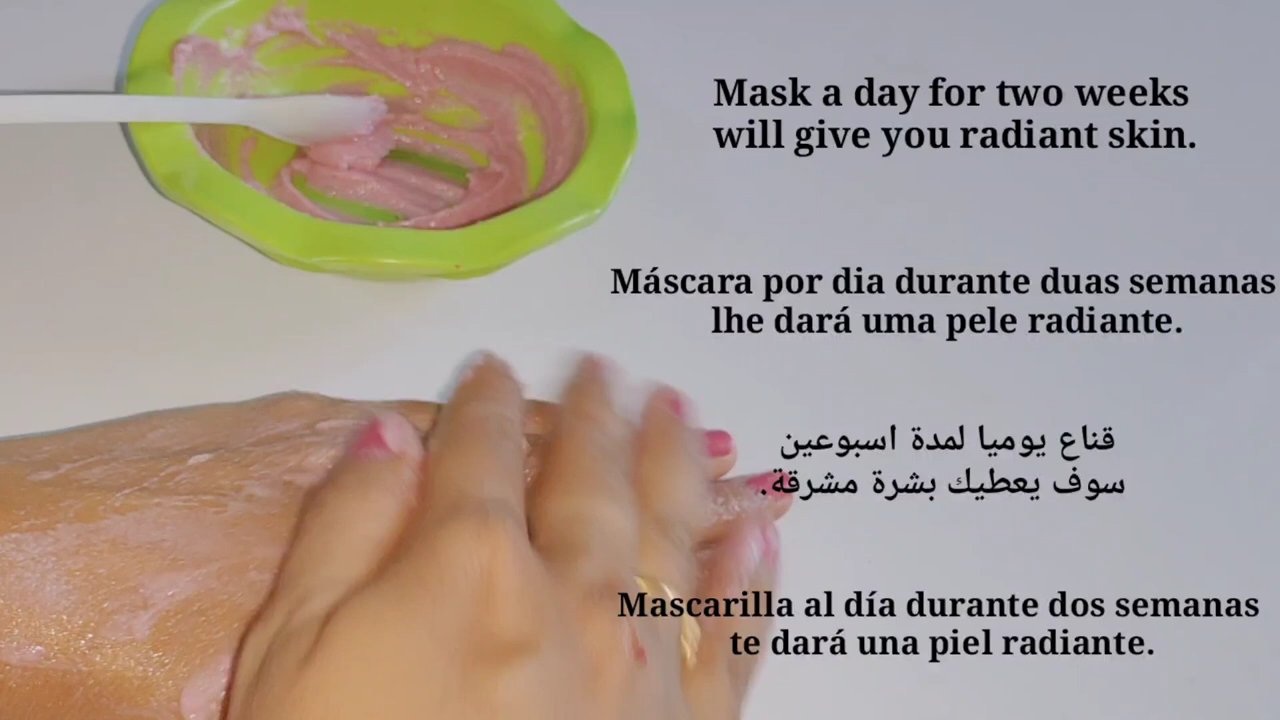 Mask a day for two weeks
will give you radiant skin.
Máscara por dia durante duas semanas
lhe dará uma pele radiante.
قناع يوميا لمدة اسبوعين
سوف يعطيك بشرة مشرقة.
Mascarilla al día durante dos semanas
te dará una piel radiante.